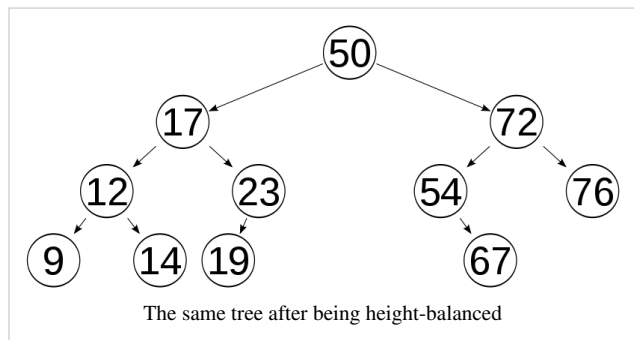 50
17 72
12 23 54 76
9 14 19 67
The same tree after being height-balanced